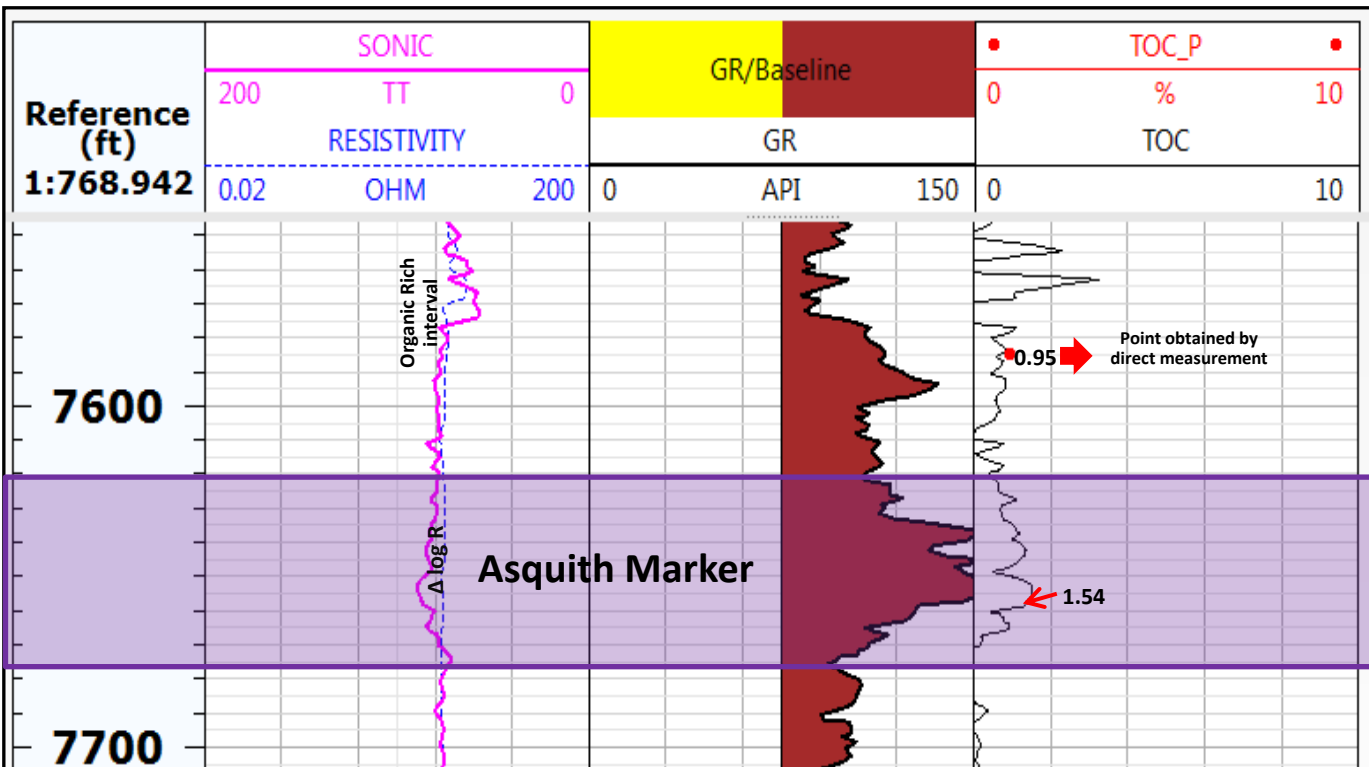 Reference
(ft)
1:768.942
SONIC
200 TT 0
RESISTIVITY
0.02 OHM 200
GR/Baseline
GR
0 API 150
TOC_P
0 % 10
TOC
0 10
Organic Rich
interval
0.95
Point obtained by
direct measurement
7600
Δ log R
Asquith Marker
1.54
7700